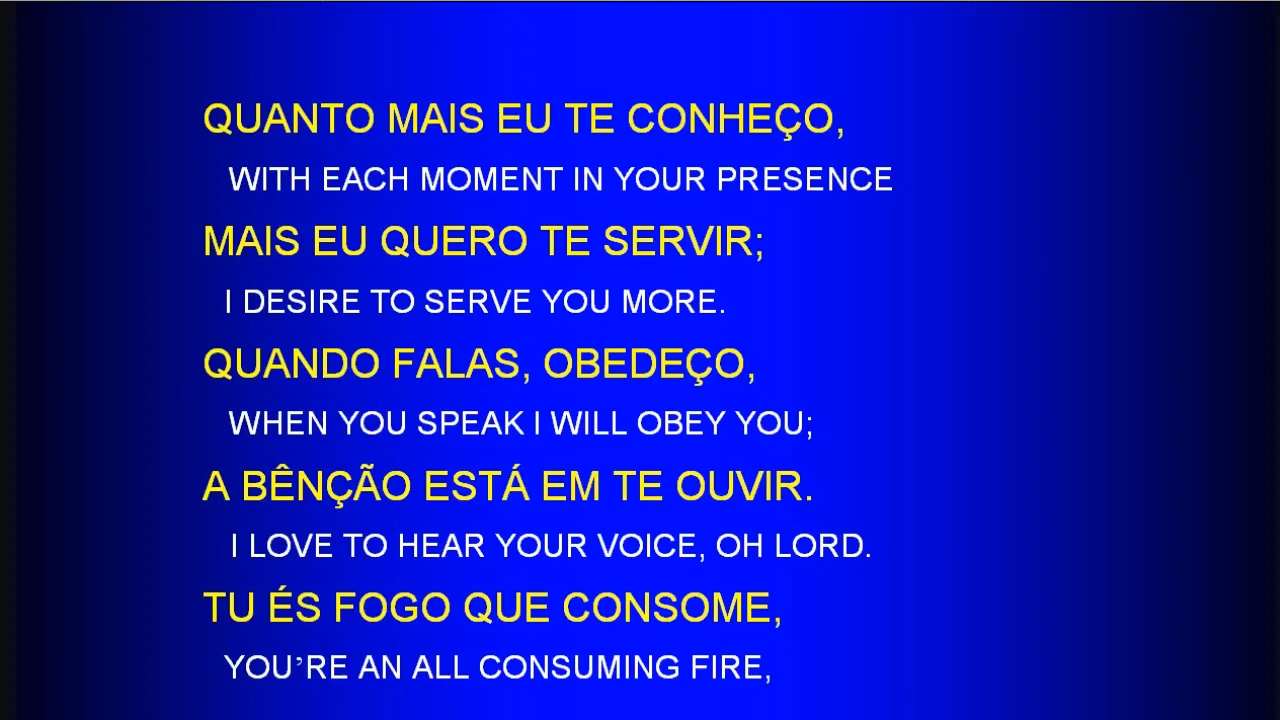 QUANTO MAIS EU TE CONHEÇO,
WITH EACH MOMENT IN YOUR PRESENCE
MAIS EU QUERO TE SERVIR;
I DESIRE TO SERVE YOU MORE.
QUANDO FALAS, OBEDEÇO,
WHEN YOU SPEAK I WILL OBEY YOU;
A BÊNÇÃO ESTÁ EM TE OUVIR.
I LOVE TO HEAR YOUR VOICE, OH LORD.
TU ÉS FOGO QUE CONSOME,
YOU’RE AN ALL CONSUMING FIRE,